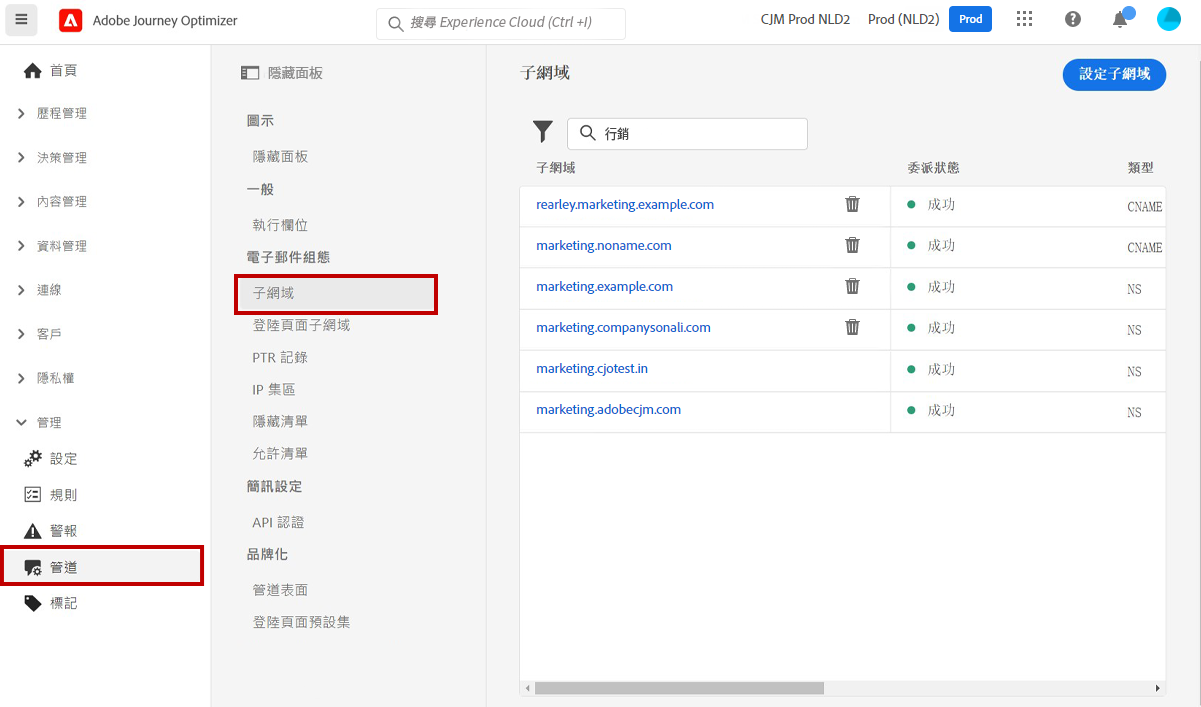 Adobe Journey Optimizer
搜尋 Experience Cloud (Ctrl +I)
CJM Prod NLD2
Prod (NLD2)
Prod
首頁
歷程管理
決策管理
內容管理
資料管理
連線
客戶
隱私權
管理
設定
規則
警報
管道
標記
隱藏面板
圖示
隱藏面板
一般
執行欄位
電子郵件組態
子網域
登陸頁面子網域
PTR 記錄
IP 集區
隱藏清單
允許清單
簡訊設定
API 認證
品牌化
管道表面
登陸頁面預設集
子網域
設定子網域
行銷
子網域 委派狀態 類型
rearley.marketing.example.com 成功 CNAME
marketing.noname.com 成功 CNAME
marketing.example.com 成功 NS
marketing.companysonali.com 成功 NS
marketing.cjotest.in 成功 NS
marketing.adobecjm.com 成功 NS